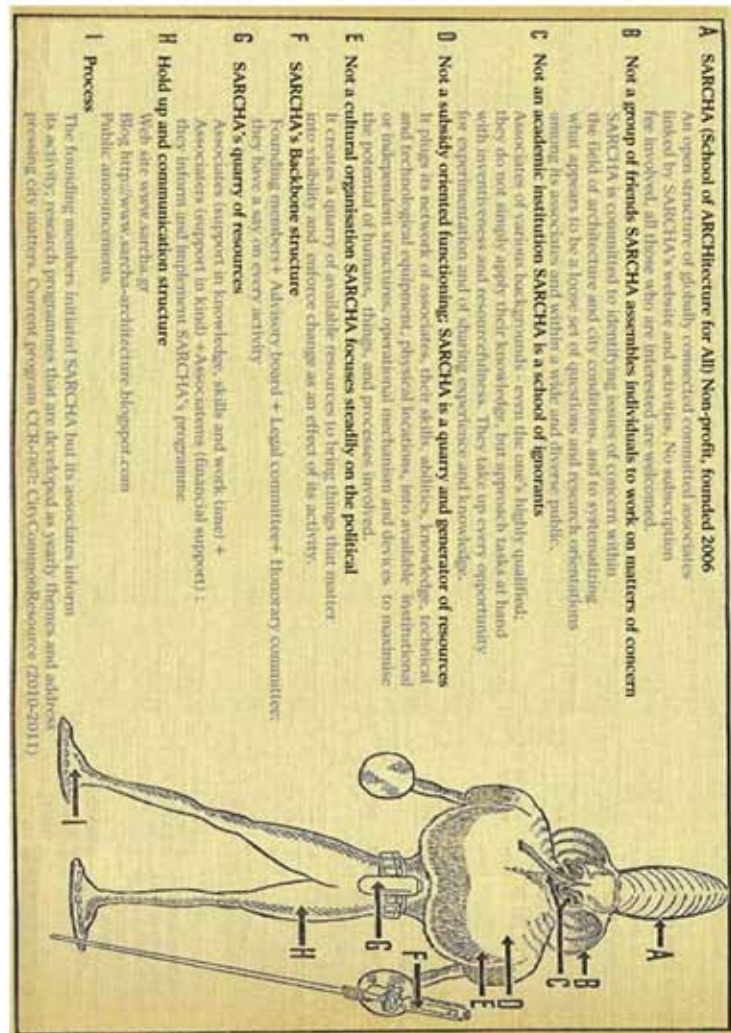 A SARCHA (School of ARCHitecture for All) Non-profit, founded 2006
An open structure of globally connected committed associates
linked by SARCHA's website and activities. No subscription
fee involved, all those who are interested are welcomed.
B Not a group of friends SARCHA assembles individuals to work on matters of concern
SARCHA is committed to identifying issues of concern within
the field of architecture and city conditions, and to systematizing
what appears to be a loose set of questions and research orientations
among its associates and within a wide and diverse public.
C Not an academic institution SARCHA is a school of ignorants
Associates of various backgrounds - even the one's highly qualified;
they do not simply apply their knowledge, but approach tasks at hand
with inventiveness and resourcefulness. They take up every opportunity
for experimentation and of sharing experience and knowledge.
D Not a subsidy oriented functioning; SARCHA is a quarry and generator of resources
It plugs its network of associates, their skills, abilities, knowledge, technical
and technological equipment, physical locations, into available institutional
or independent structures, operational mechanism and devices to maximise
the potential of humans, things, and processes involved.
E Not a cultural organisation SARCHA focuses steadily on the political
It creates a quarry of available resources to bring things that matter
into visibility and enforce change as an effect of its activity.
F SARCHA's Backbone structure
Founding members+ Advisory board + Legal committee+ Honorary committee;
they have a say on every activity
G SARCHA's quarry of resources
Associates (support in knowledge, skills and work time) +
Associaters (support in kind) +Associaterns (financial support) ;
they inform and implement SARCHA's programme
H Hold up and communication structure
Web site www.sarcha.gr
Blog http://www.sarcha-architecture.blogspot.com
Public announcements
I Process
The founding members initiated SARCHA but its associates inform
its activity; research programmes that are developed as yearly themes and address
pressing city matters. Current program CCR-(it): CityCommonResource (2010-2011)
A
B
C
D
E
F
G
H
I